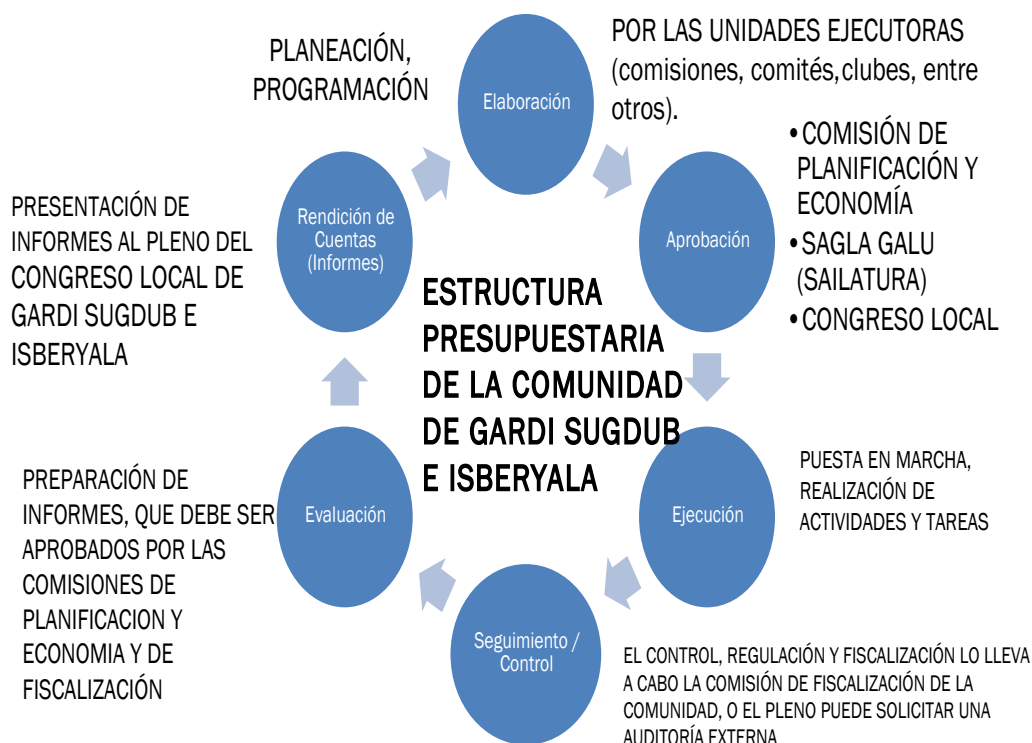 PLANEACIÓN,
PROGRAMACIÓN
Elaboración
POR LAS UNIDADES EJECUTORAS
(comisiones, comités, clubes, entre
otros).
Aprobación
•COMISIÓN DE
PLANIFICACIÓN Y
ECONOMÍA
•SAGLA GALU
(SAILATURA)
•CONGRESO LOCAL
Ejecución
PUESTA EN MARCHA,
REALIZACIÓN DE
ACTIVIDADES Y TAREAS
Seguimiento /
Control
EL CONTROL, REGULACIÓN Y FISCALIZACIÓN LO LLEVA
A CABO LA COMISIÓN DE FISCALIZACIÓN DE LA
COMUNIDAD, O EL PLENO PUEDE SOLICITAR UNA
AUDITORÍA EXTERNA
Evaluación
PREPARACIÓN DE
INFORMES, QUE DEBE SER
APROBADOS POR LAS
COMISIONES DE
PLANIFICACION Y
ECONOMIA Y DE
FISCALIZACIÓN
Rendición de
Cuentas
(Informes)
PRESENTACIÓN DE
INFORMES AL PLENO DEL
CONGRESO LOCAL DE
GARDI SUGDUB E
ISBERYALA
ESTRUCTURA
PRESUPUESTARIA
DE LA COMUNIDAD
DE GARDI SUGDUB
E ISBERYALA